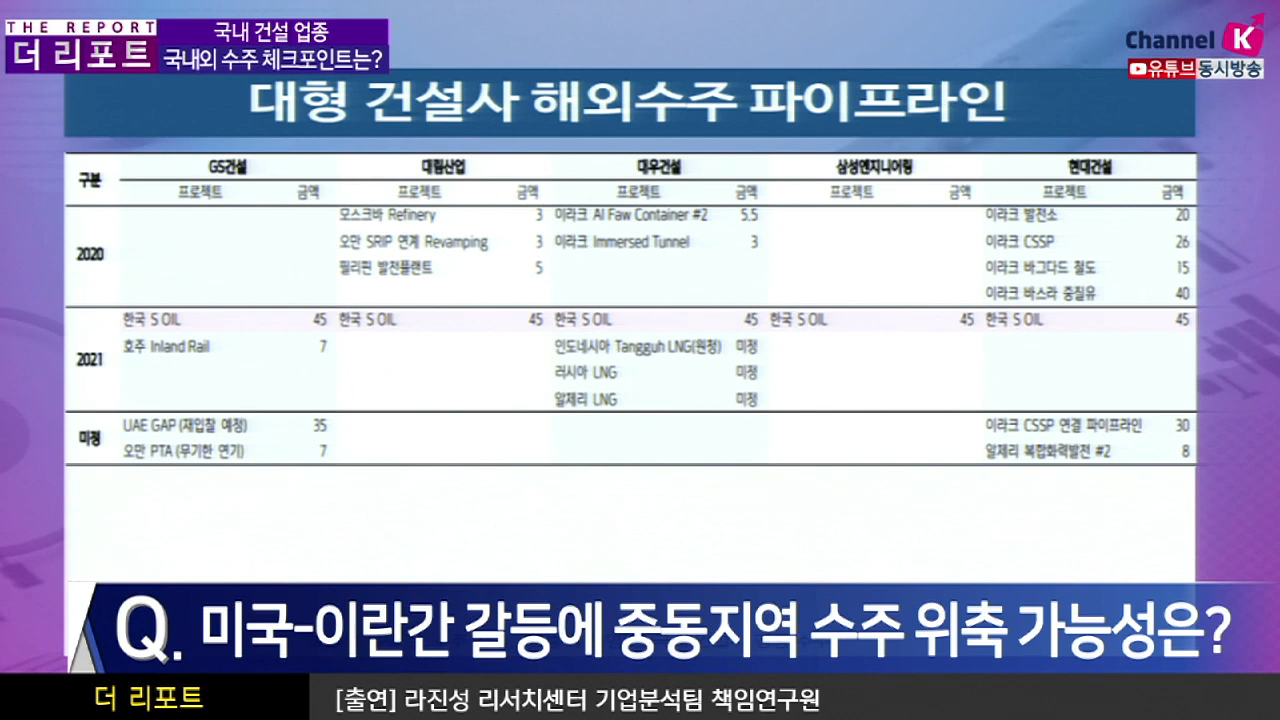 THE REPORT
더 리포트
국내 건설 업종
국내외 수주 체크포인트는?
Channel K
유튜브 동시방송
대형 건설사 해외수주 파이프라인
구분 GS건설 대림산업 대우건설 삼성엔지니어링 현대건설
프로젝트 금액 프로젝트 금액 프로젝트 금액 프로젝트 금액 프로젝트 금액
2020
모스크바 Refinery 3 이라크 Al Faw Container #2 5.5 이라크 발전소 20
오만 SRIP 연계 Revamping 3 이라크 Immersed Tunnel 3 이라크 CSSP 26
필리핀 발전플랜트 5 이라크 바그다드 철도 15
이라크 바스라 중질유 40
2021
한국 S OIL 45 한국 S OIL 45 한국 S OIL 45 한국 S OIL 45 한국 S OIL 45
호주 Inland Rail 7 인도네시아 Tangguh LNG(원청) 미정
러시아 LNG 미정
알제리 LNG 미정
미정
UAE GAP (재입찰 예정) 35 이라크 CSSP 연결 파이프라인 30
오만 PTA (무기한 연기) 7 알제리 복합화력발전 #2 8
Q. 미국-이란간 갈등에 중동지역 수주 위축 가능성은?
더 리포트
[출연] 라진성 리서치센터 기업분석팀 책임연구원